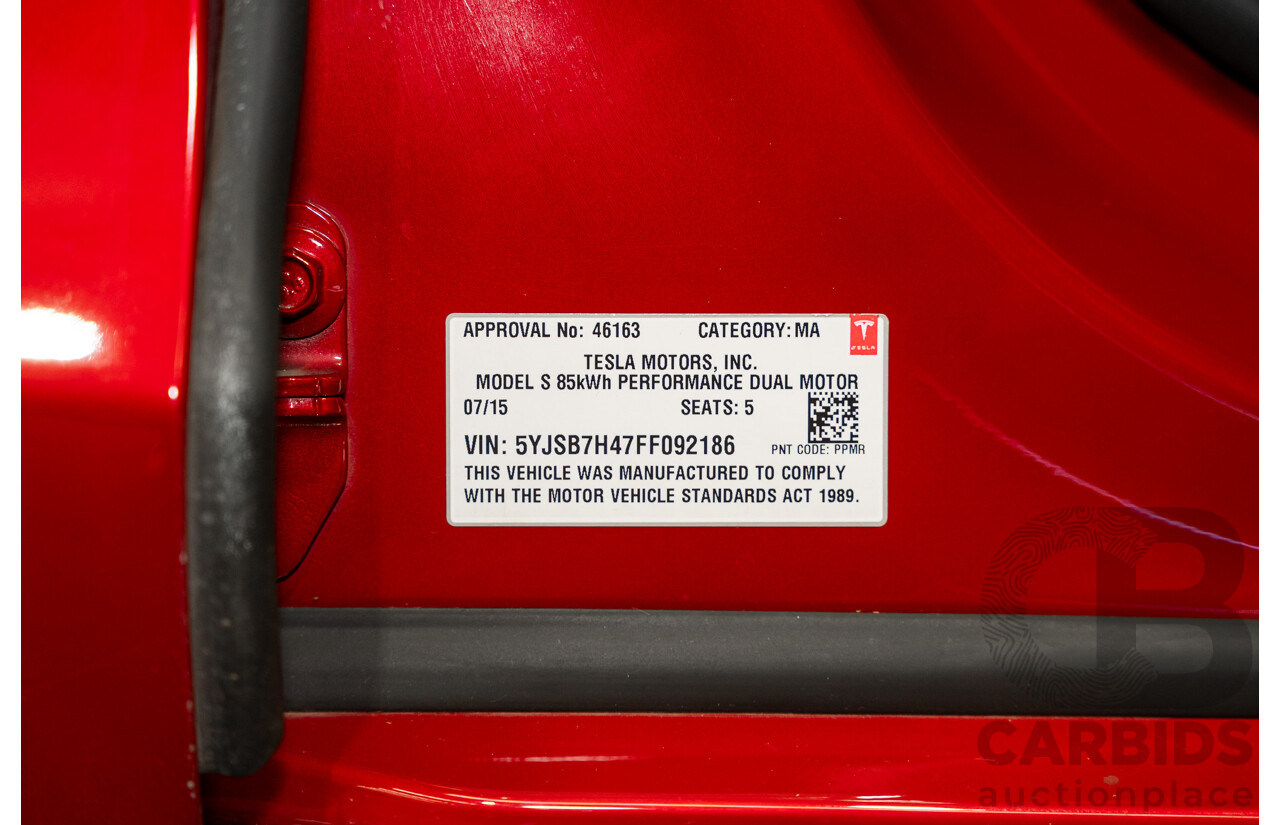 APPROVAL No: 46163 CATEGORY: MA
TESLA
TESLA MOTORS, INC.
MODEL S 85kWh PERFORMANCE DUAL MOTOR
07/15 SEATS: 5
VIN: 5YJSB7H47FF092186 PNT CODE: PPMR
THIS VEHICLE WAS MANUFACTURED TO COMPLY
WITH THE MOTOR VEHICLE STANDARDS ACT 1989.
CB
CARBIDS
auctionplace